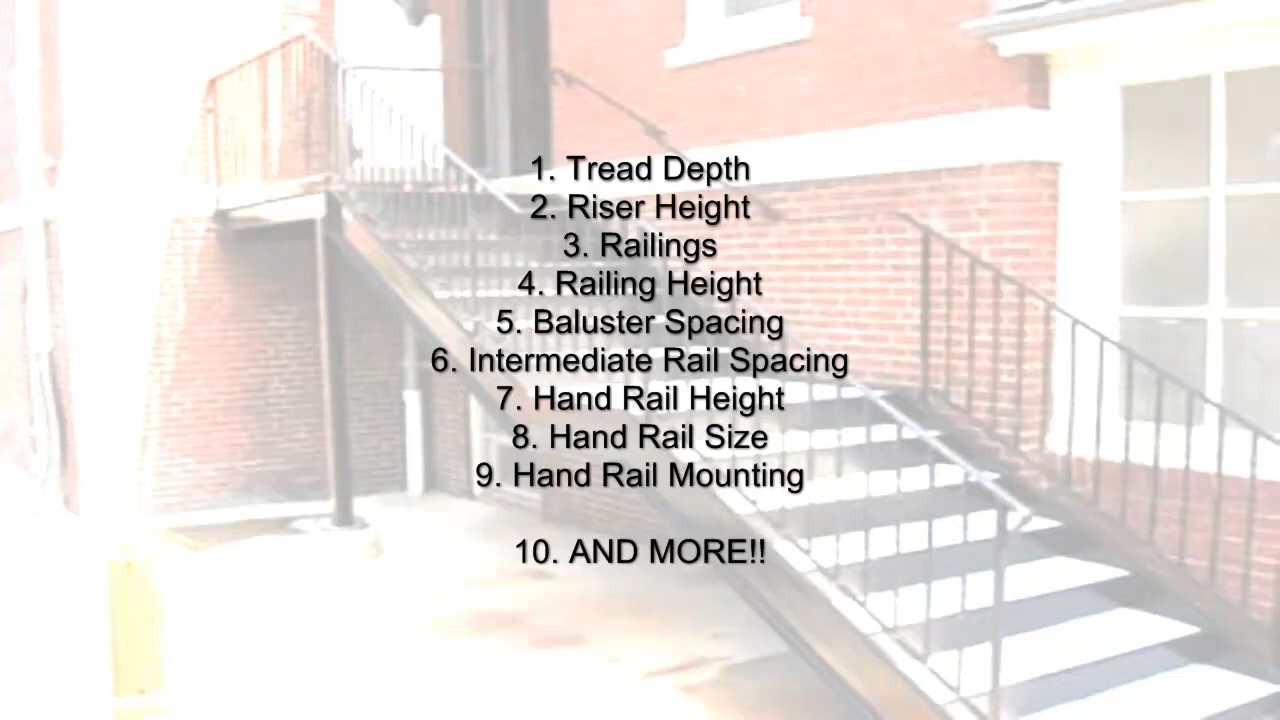 1. Tread Depth
2. Riser Height
3. Railings
4. Railing Height
5. Baluster Spacing
6. Intermediate Rail Spacing
7. Hand Rail Height
8. Hand Rail Size
9. Hand Rail Mounting
10. AND MORE!!